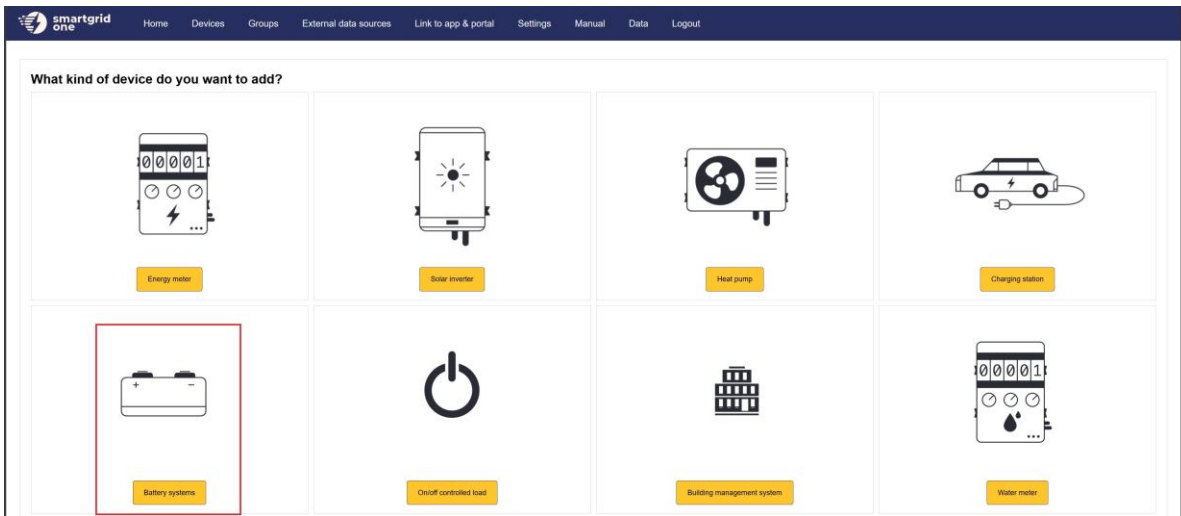 smartgrid
one
Home Devices Groups External data sources Link to app & portal Settings Manual Data Logout
What kind of device do you want to add?
00001
Energy meter
Solar inverter
Heat pump
Charging station
+ -
Battery systems
On/off controlled load
Building management system
00001
Water meter